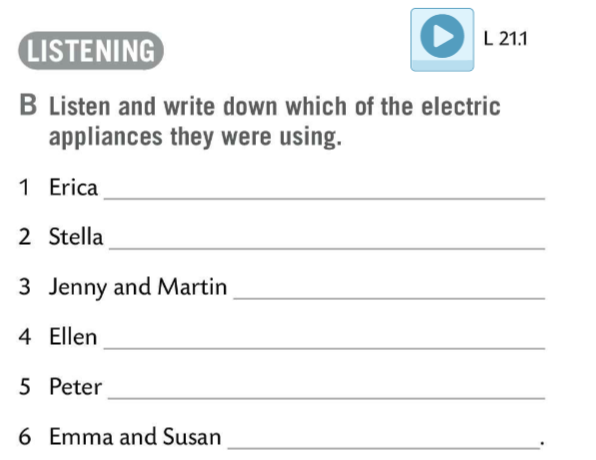 L 21.1
LISTENING
B Listen and write down which of the electric
appliances they were using.
1 Erica
2 Stella
3 Jenny and Martin
4 Ellen
5 Peter
6 Emma and Susan .